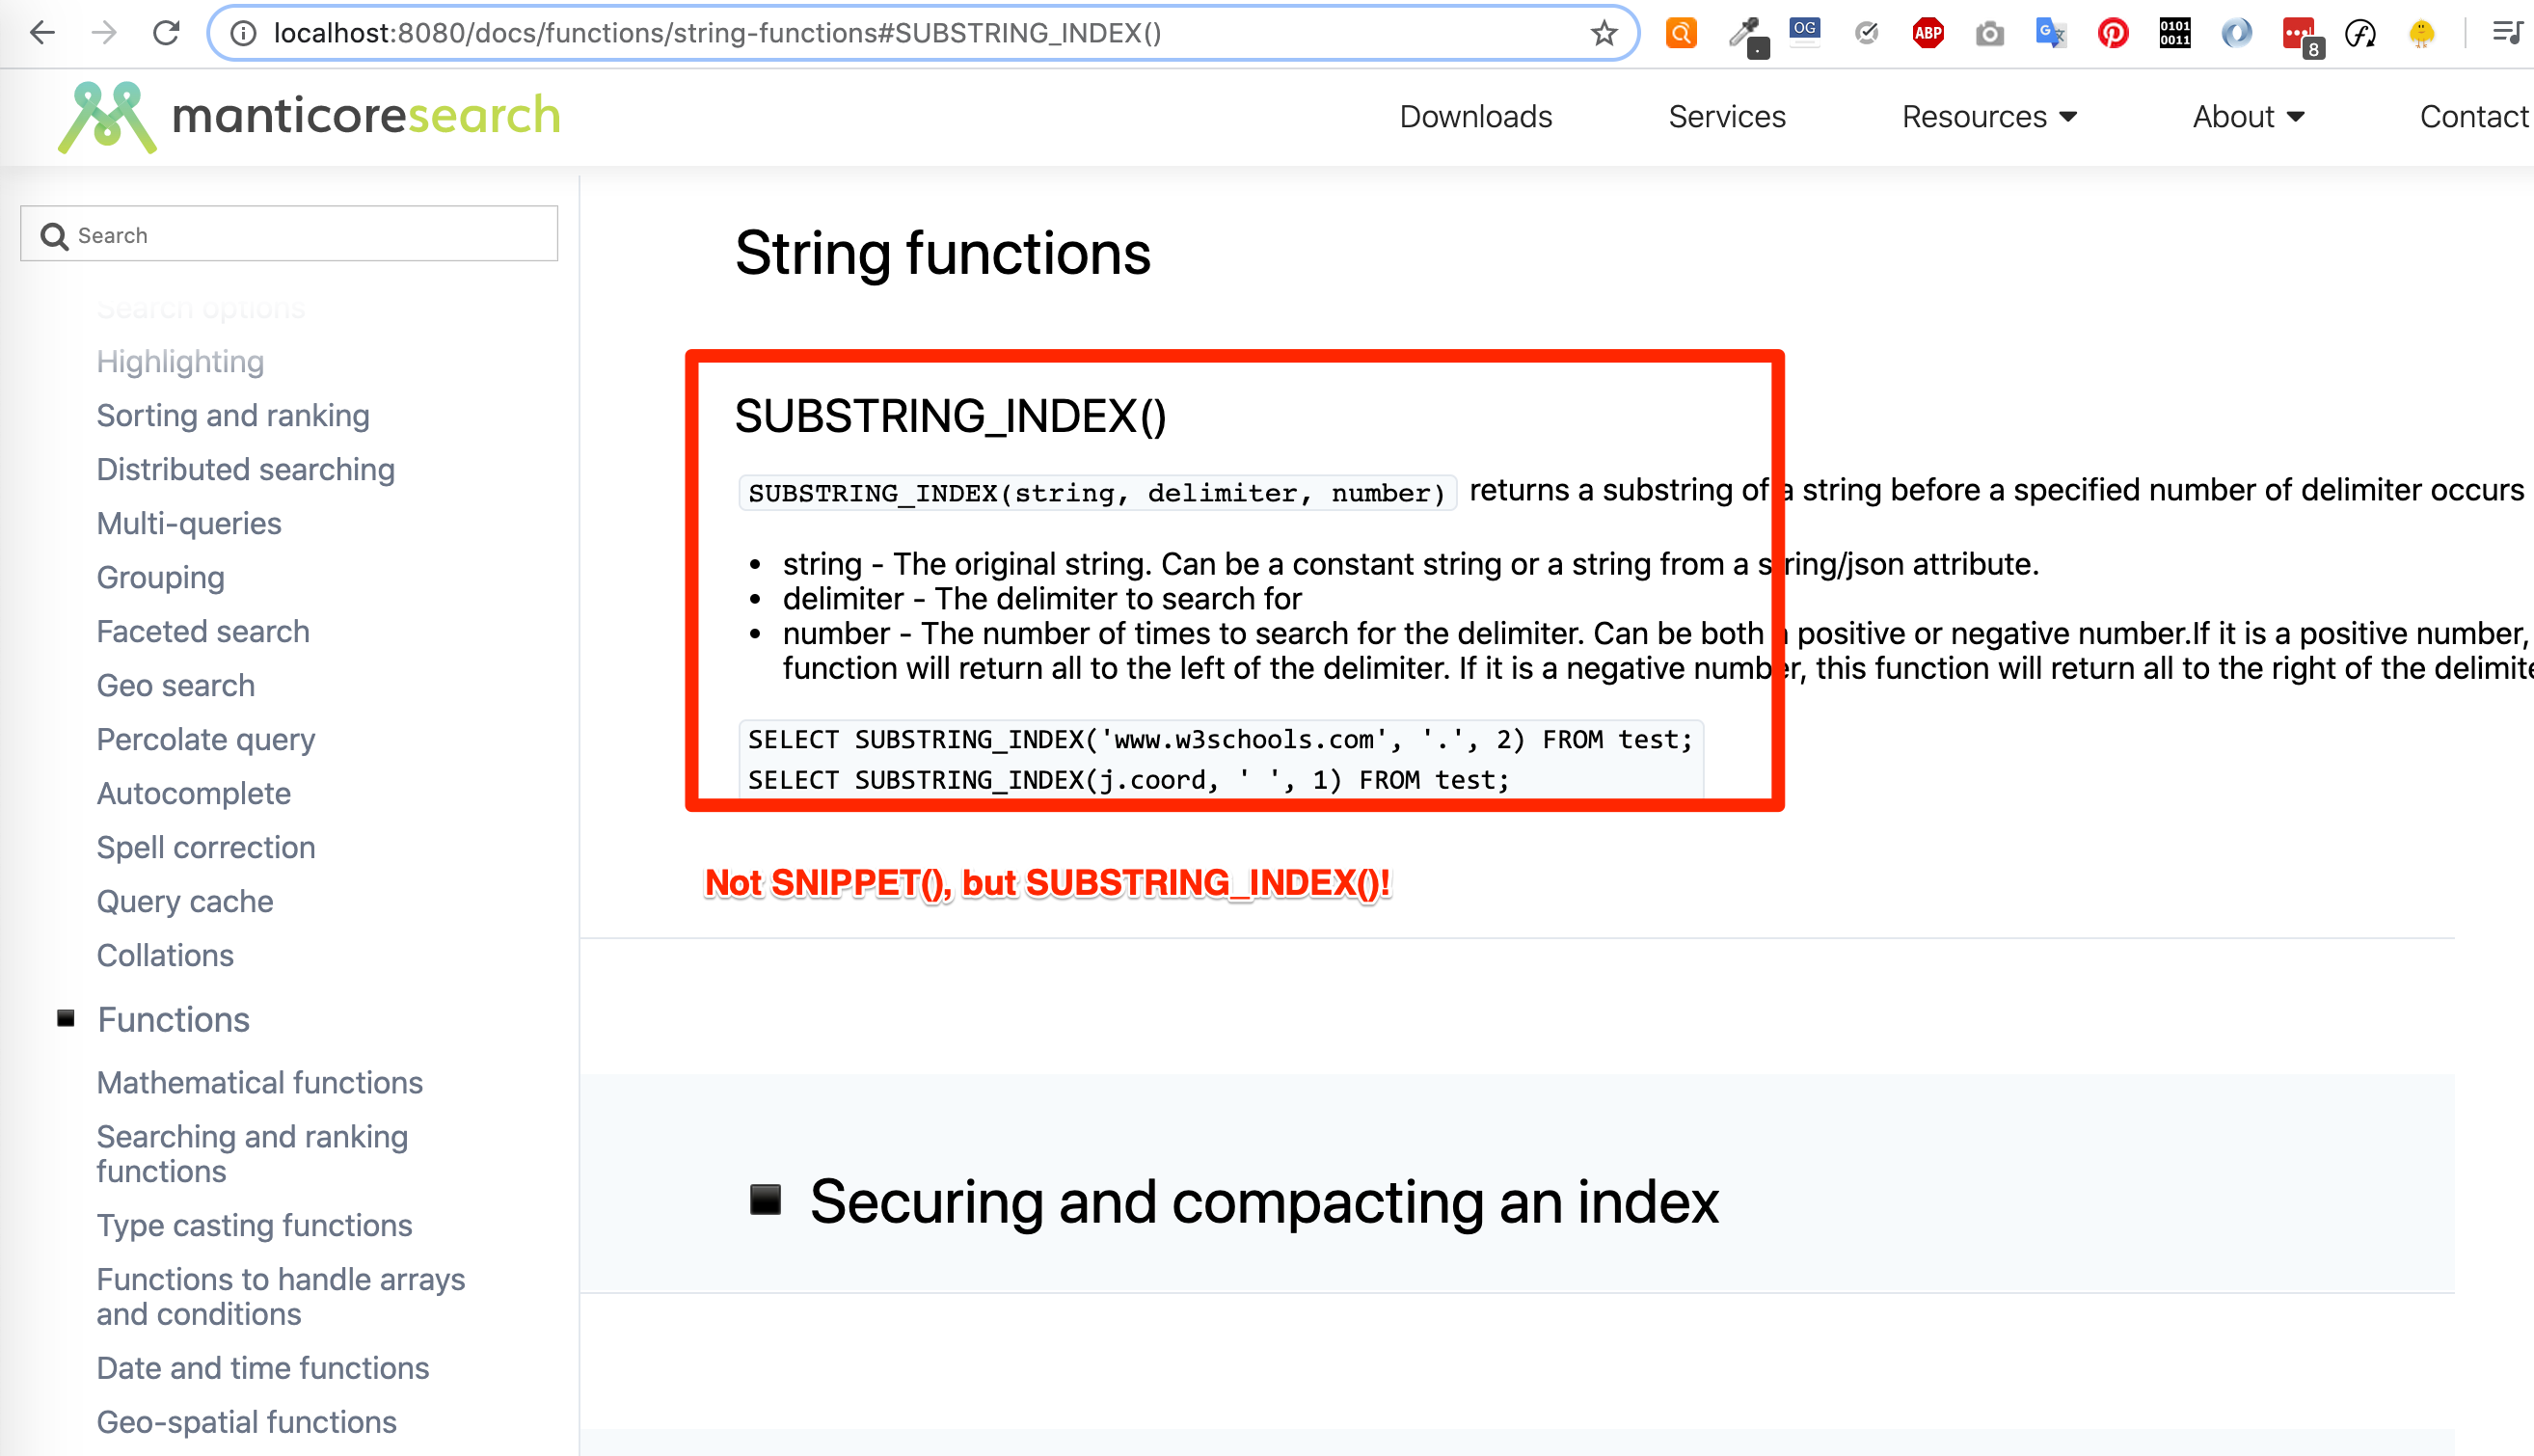 localhost:8080/docs/functions/string-functions#SUBSTRING_INDEX()
OG
ABP
0101
0011
8
manticoresearch
Downloads
Services
Resources
About
Contact
Search
Search options
Highlighting
Sorting and ranking
Distributed searching
Multi-queries
Grouping
Faceted search
Geo search
Percolate query
Autocomplete
Spell correction
Query cache
Collations
Functions
Mathematical functions
Searching and ranking
functions
Type casting functions
Functions to handle arrays
and conditions
Date and time functions
Geo-spatial functions
String functions
SUBSTRING_INDEX()
SUBSTRING_INDEX(string, delimiter, number) returns a substring of a string before a specified number of delimiter occurs
string - The original string. Can be a constant string or a string from a string/json attribute.
delimiter - The delimiter to search for
number - The number of times to search for the delimiter. Can be both a positive or negative number.If it is a positive number,
function will return all to the left of the delimiter. If it is a negative number, this function will return all to the right of the delimite
SELECT SUBSTRING_INDEX('www.w3schools.com', '.', 2) FROM test;
SELECT SUBSTRING_INDEX(j.coord, ' ', 1) FROM test;
Not SNIPPET(), but SUBSTRING_INDEX()!
Securing and compacting an index